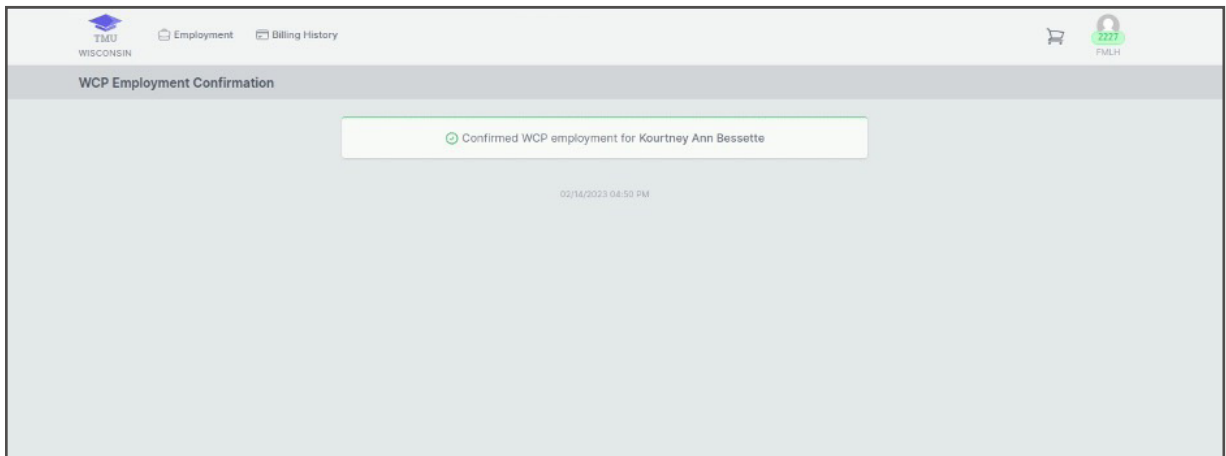 TMU
WISCONSIN
Employment
Billing History
2227
FMLH
WCP Employment Confirmation
Confirmed WCP employment for Kourtney Ann Bessette
02/14/2023 04:50 PM